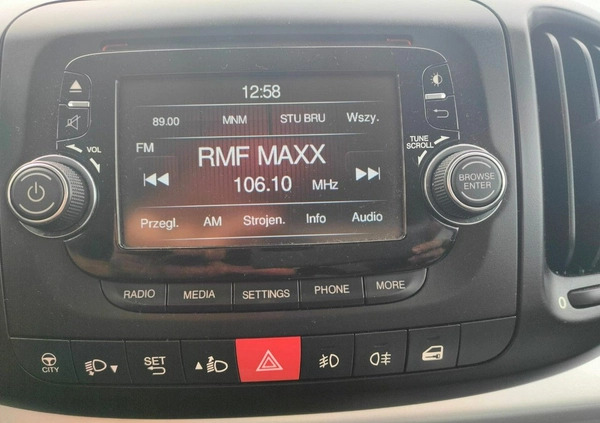 12:58
89.00 MNM STU BRU Wszy.
FM
RMF MAXX
106.10 MHz
Przegl. AM Strojen. Info Audio
VOL
TUNE
SCROLL
BROWSE
ENTER
RADIO MEDIA SETTINGS PHONE MORE
CITY
SET
0